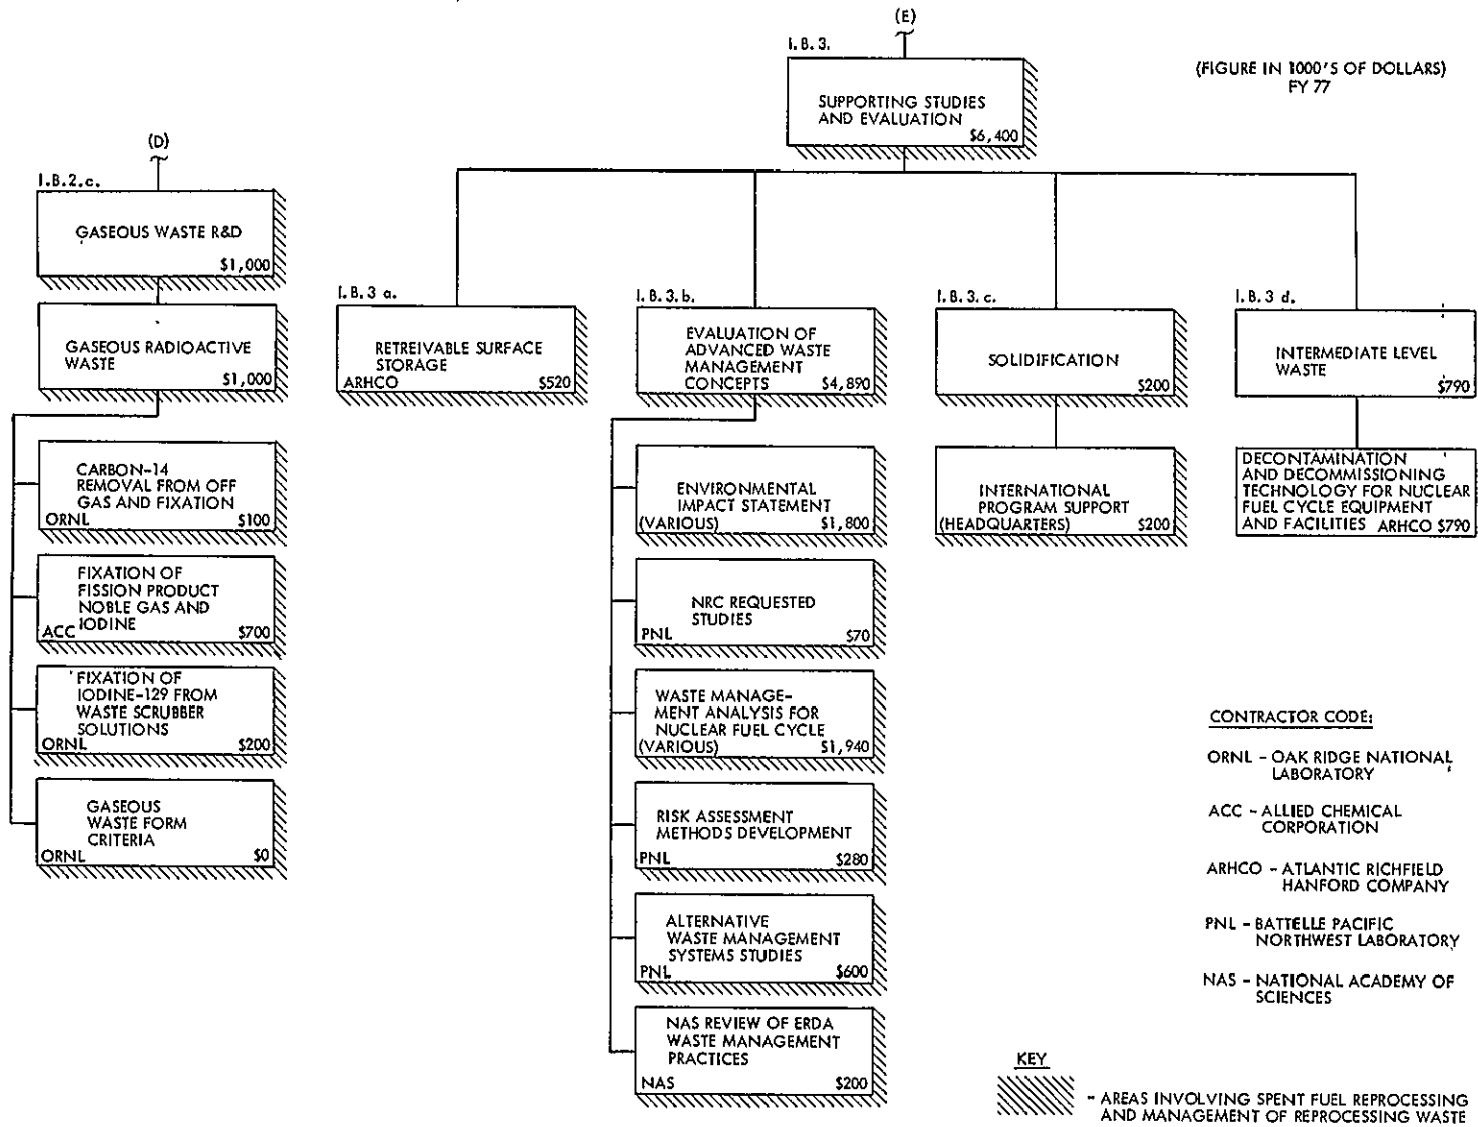 (E)
I. B. 3.
SUPPORTING STUDIES
AND EVALUATION
$6,400
(FIGURE IN 1000'S OF DOLLARS)
FY 77
(D)
I.B.2.c.
GASEOUS WASTE R&D
$1,000
GASEOUS RADIOACTIVE
WASTE
$1,000
CARBON-14
REMOVAL FROM OFF
GAS AND FIXATION
ORNL $100
FIXATION OF
FISSION PRODUCT
NOBLE GAS AND
IODINE
ACC $700
FIXATION OF
IODINE-129 FROM
WASTE SCRUBBER
SOLUTIONS
ORNL $200
GASEOUS
WASTE FORM
CRITERIA
ORNL $0
I. B. 3 a.
RETREIVABLE SURFACE
STORAGE
ARHCO $520
I. B. 3. b.
EVALUATION OF
ADVANCED WASTE
MANAGEMENT
CONCEPTS $4,890
ENVIRONMENTAL
IMPACT STATEMENT
(VARIOUS) $1,800
NRC REQUESTED
STUDIES
PNL $70
WASTE MANAGE-
MENT ANALYSIS FOR
NUCLEAR FUEL CYCLE
(VARIOUS) $1,940
RISK ASSESSMENT
METHODS DEVELOPMENT
PNL $280
ALTERNATIVE
WASTE MANAGEMENT
SYSTEMS STUDIES
PNL $600
NAS REVIEW OF ERDA
WASTE MANAGEMENT
PRACTICES
NAS $200
I. B. 3. c.
SOLIDIFICATION
$200
INTERNATIONAL
PROGRAM SUPPORT
(HEADQUARTERS) $200
I. B. 3 d.
INTERMEDIATE LEVEL
WASTE
$790
DECONTAMINATION
AND DECOMMISSIONING
TECHNOLOGY FOR NUCLEAR
FUEL CYCLE EQUIPMENT
AND FACILITIES ARHCO $790
CONTRACTOR CODE:
ORNL - OAK RIDGE NATIONAL
LABORATORY
ACC - ALLIED CHEMICAL
CORPORATION
ARHCO - ATLANTIC RICHFIELD
HANFORD COMPANY
PNL - BATTELLE PACIFIC
NORTHWEST LABORATORY
NAS - NATIONAL ACADEMY OF
SCIENCES
KEY
- AREAS INVOLVING SPENT FUEL REPROCESSING
AND MANAGEMENT OF REPROCESSING WASTE